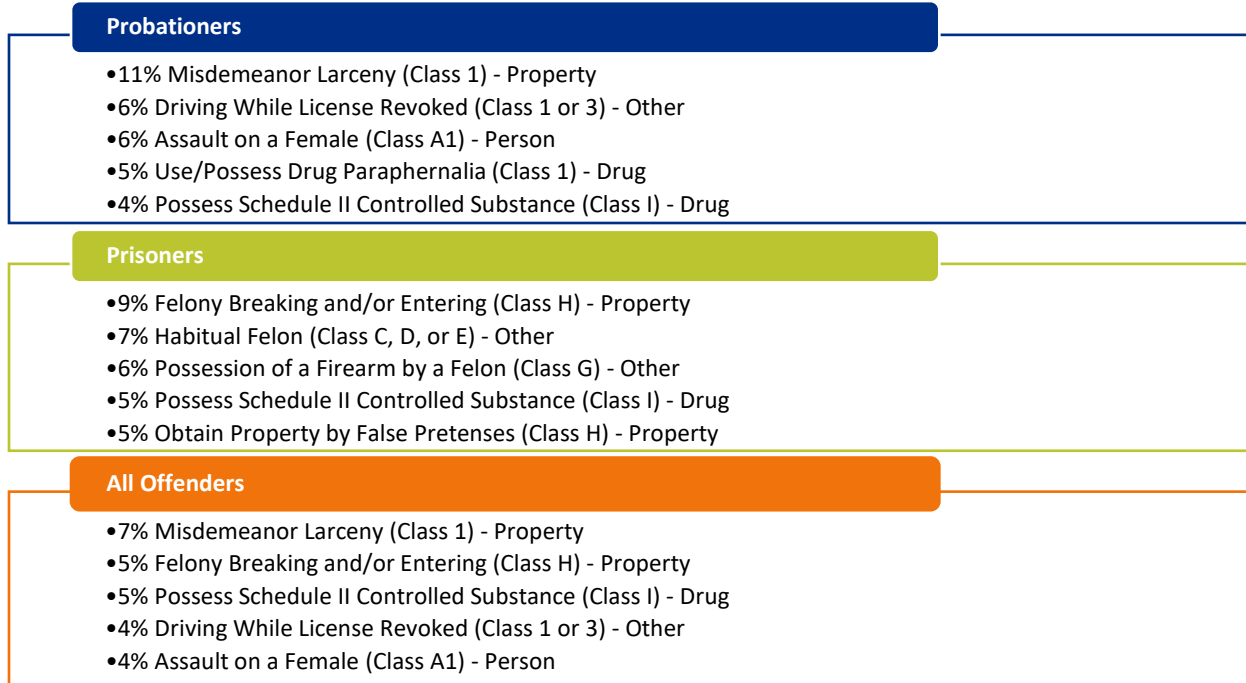 Probationers
•11% Misdemeanor Larceny (Class 1) - Property
•6% Driving While License Revoked (Class 1 or 3) - Other
•6% Assault on a Female (Class A1) - Person
•5% Use/Possess Drug Paraphernalia (Class 1) - Drug
•4% Possess Schedule II Controlled Substance (Class I) - Drug
Prisoners
•9% Felony Breaking and/or Entering (Class H) - Property
•7% Habitual Felon (Class C, D, or E) - Other
•6% Possession of a Firearm by a Felon (Class G) - Other
•5% Possess Schedule II Controlled Substance (Class I) - Drug
•5% Obtain Property by False Pretenses (Class H) - Property
All Offenders
•7% Misdemeanor Larceny (Class 1) - Property
•5% Felony Breaking and/or Entering (Class H) - Property
•5% Possess Schedule II Controlled Substance (Class I) - Drug
•4% Driving While License Revoked (Class 1 or 3) - Other
•4% Assault on a Female (Class A1) - Person